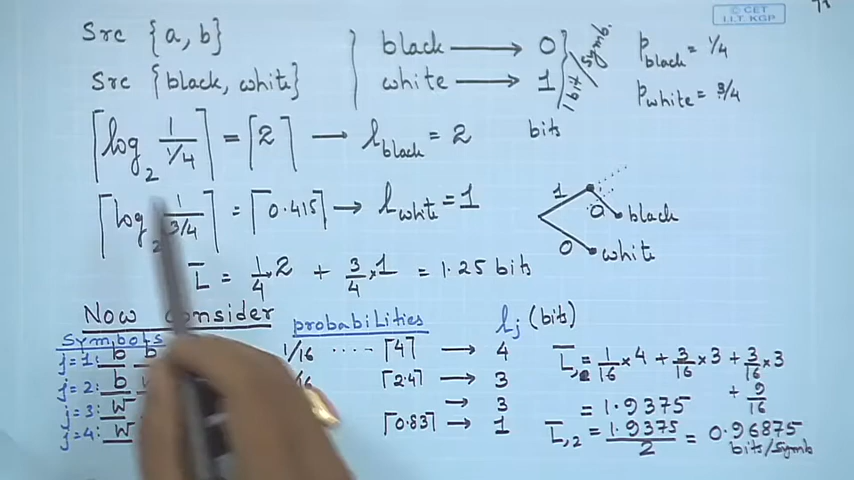 © CET
I.I.T. KGP
Src {a, b}
Src {black, white}
black → 0
white → 1
1 bit/symb.
P_black = 1/4
P_white = 3/4
⌈log_2 1/(1/4)⌉ = ⌈2⌉ → l_black = 2 bits
⌈log_2 1/(3/4)⌉ = ⌈0.415⌉ → l_white = 1
1
0 black
0 white
L̄ = 1/4 · 2 + 3/4 × 1 = 1.25 bits
Now consider
Symbols probabilities l_j (bits)
j=1: b b 1/16 ..... ⌈4⌉ → 4
j=2: b ⌈2.4⌉ → 3
j=3: w → 3
j=4: w ⌈0.83⌉ → 1
L̄,2 = 1/16 × 4 + 3/16 × 3 + 3/16 × 3
+ 9/16
= 1.9375
L̄,2 = 1.9375/2 = 0.96875
bits/symb